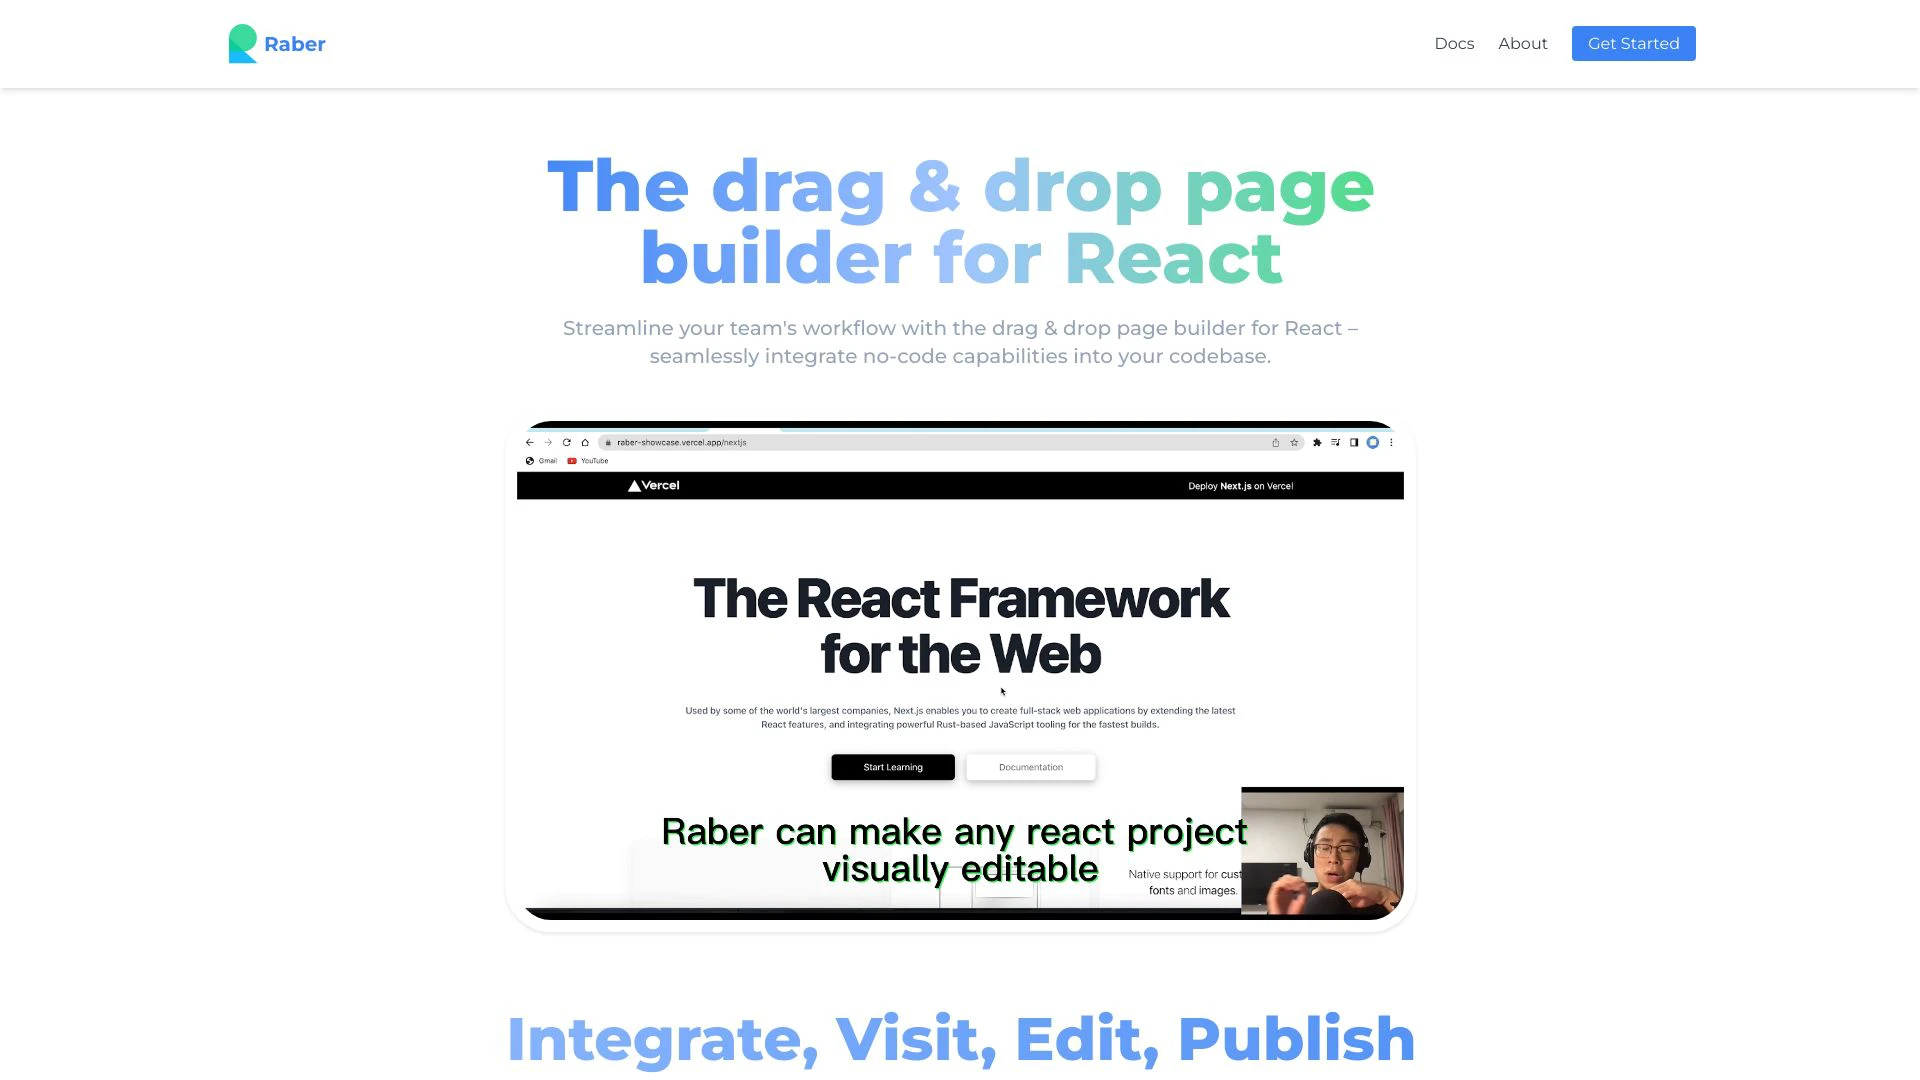 Raber
Docs
About
Get Started
The drag & drop page
builder for React
Streamline your team's workflow with the drag & drop page builder for React –
seamlessly integrate no-code capabilities into your codebase.
raber-showcase.vercel.app/nextjs
Gmail
YouTube
Vercel
Deploy Next.js on Vercel
The React Framework
for the Web
Used by some of the world's largest companies, Next.js enables you to create full-stack web applications by extending the latest
React features, and integrating powerful Rust-based JavaScript tooling for the fastest builds.
Start Learning
Documentation
Raber can make any react project
visually editable
Native support for cust
fonts and images.
Integrate, Visit, Edit, Publish